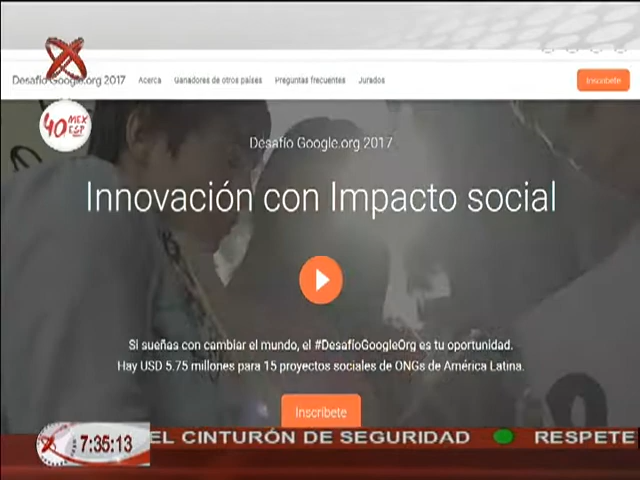 Desafío Google.org 2017 Acerca Ganadores de otros países Preguntas frecuentes Jurados Inscríbete
40 MEX ESP
Desafío Google.org 2017
Innovación con Impacto social
Si sueñas con cambiar el mundo, el #DesafíoGoogleOrg es tu oportunidad.
Hay USD 5.75 millones para 15 proyectos sociales de ONGs de América Latina.
Inscríbete
7:35:13 EL CINTURÓN DE SEGURIDAD RESPETE